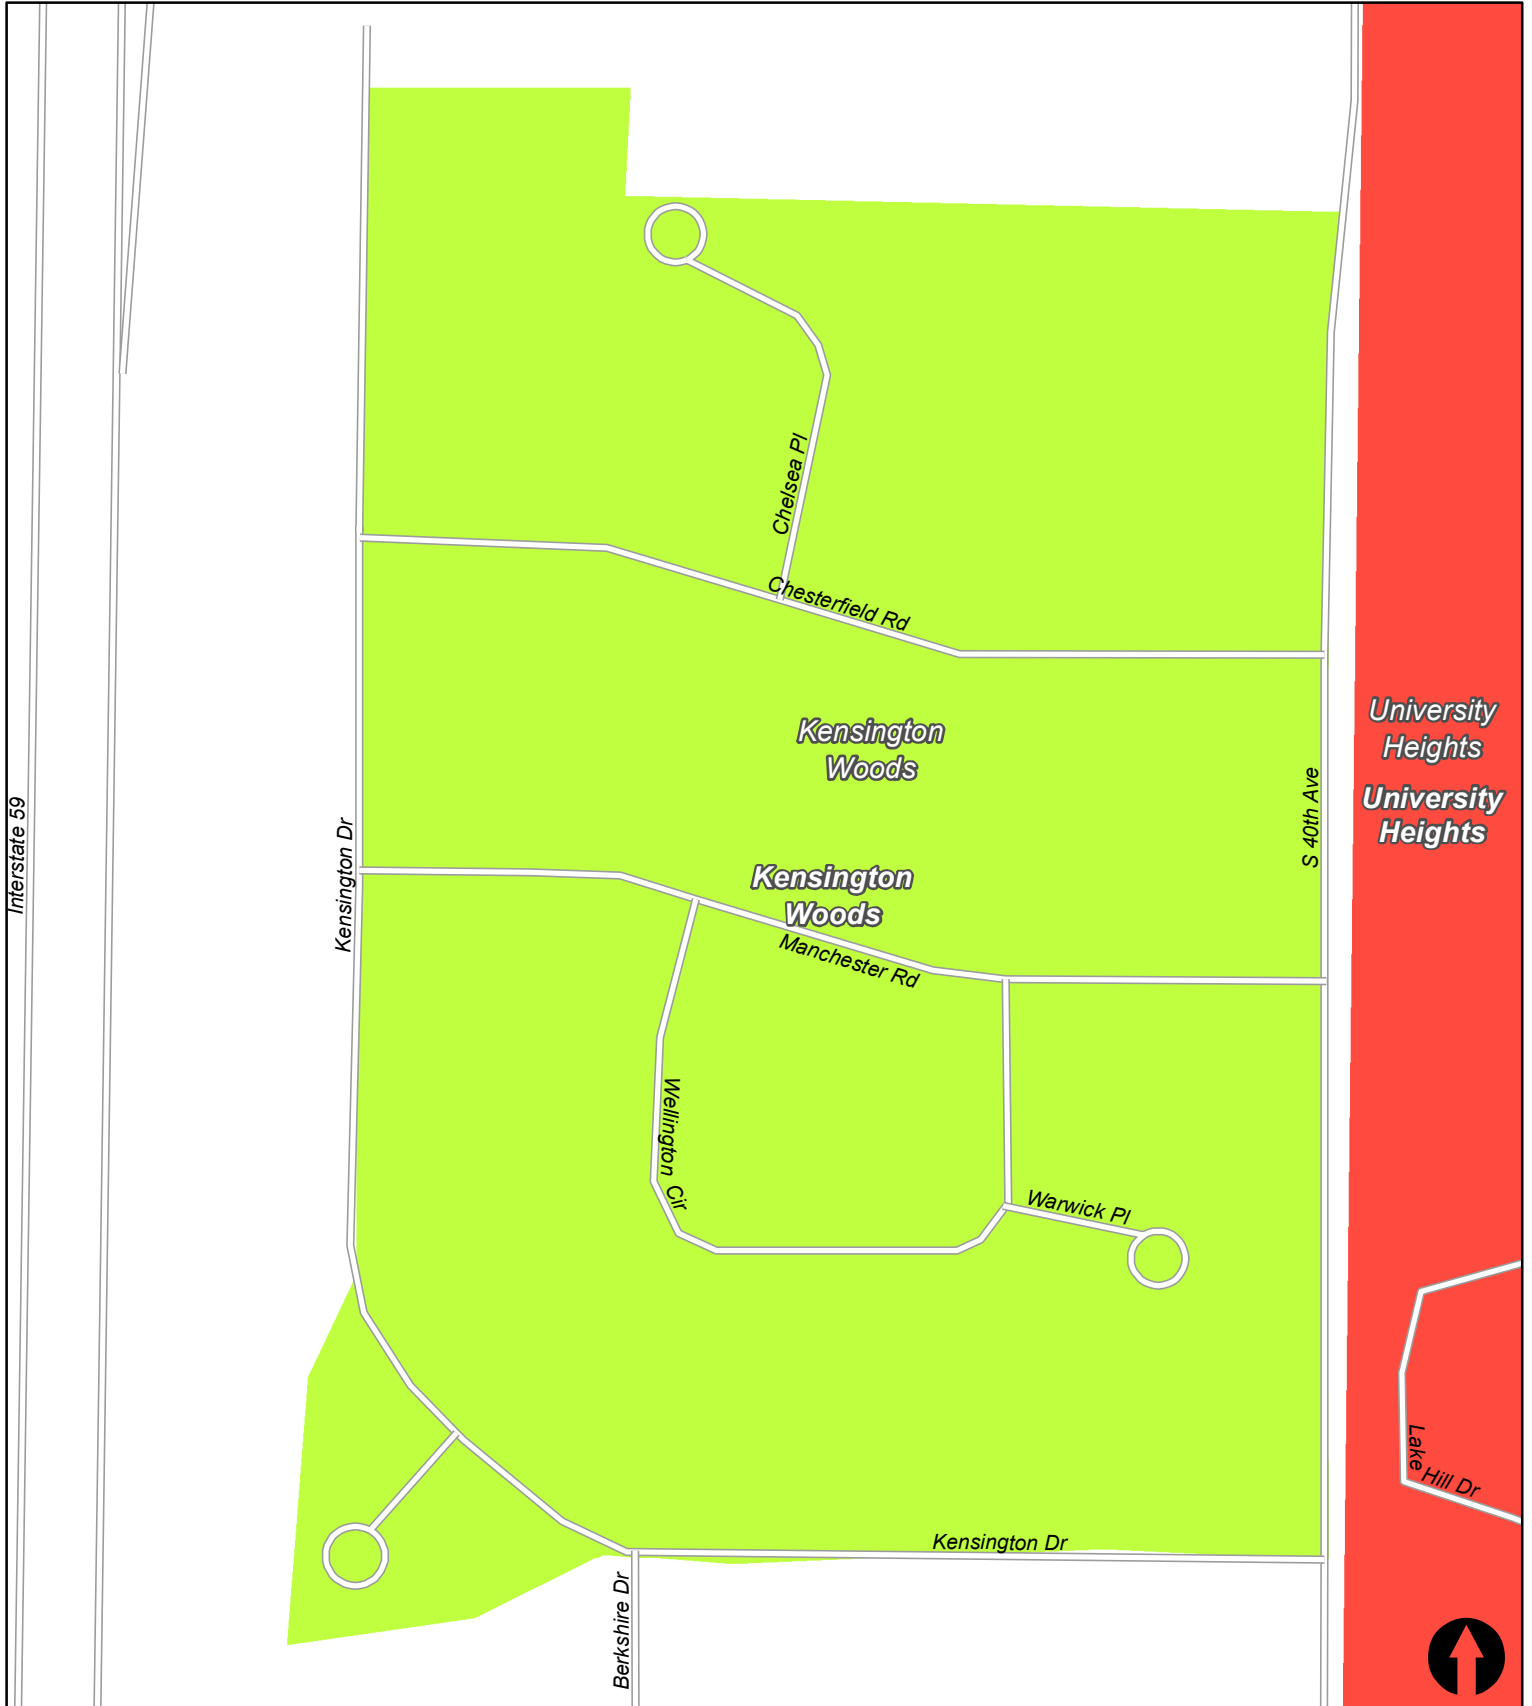 Chelsea Pl
Chesterfield Rd
Kensington
Woods
University
Heights
University
Heights
S 40th Ave
Interstate 59
Kensington Dr
Kensington
Woods
Manchester Rd
Wellington Cir
Warwick Pl
Lake Hill Dr
Kensington Dr
Berkshire Dr